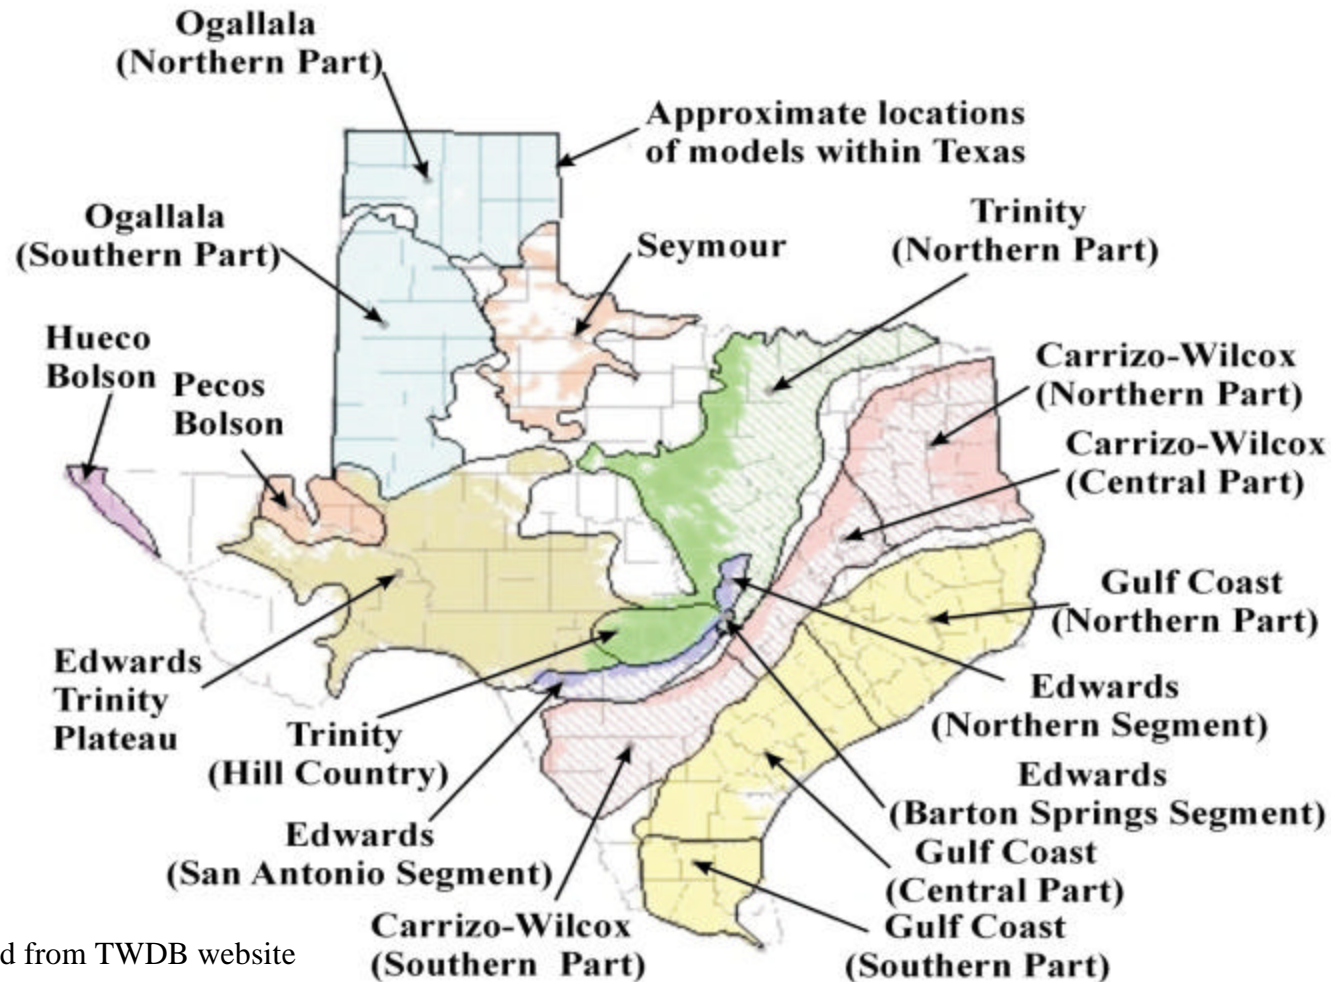 Ogallala
(Northern Part)
Approximate locations
of models within Texas
Ogallala
(Southern Part)
Seymour
Trinity
(Northern Part)
Hueco
Bolson
Pecos
Bolson
Carrizo-Wilcox
(Northern Part)
Carrizo-Wilcox
(Central Part)
Gulf Coast
(Northern Part)
Edwards
Trinity
Plateau
Trinity
(Hill Country)
Edwards
(Northern Segment)
Edwards
(Barton Springs Segment)
Edwards
(San Antonio Segment)
Gulf Coast
(Central Part)
Carrizo-Wilcox
(Southern Part)
Gulf Coast
(Southern Part)
d from TWDB website